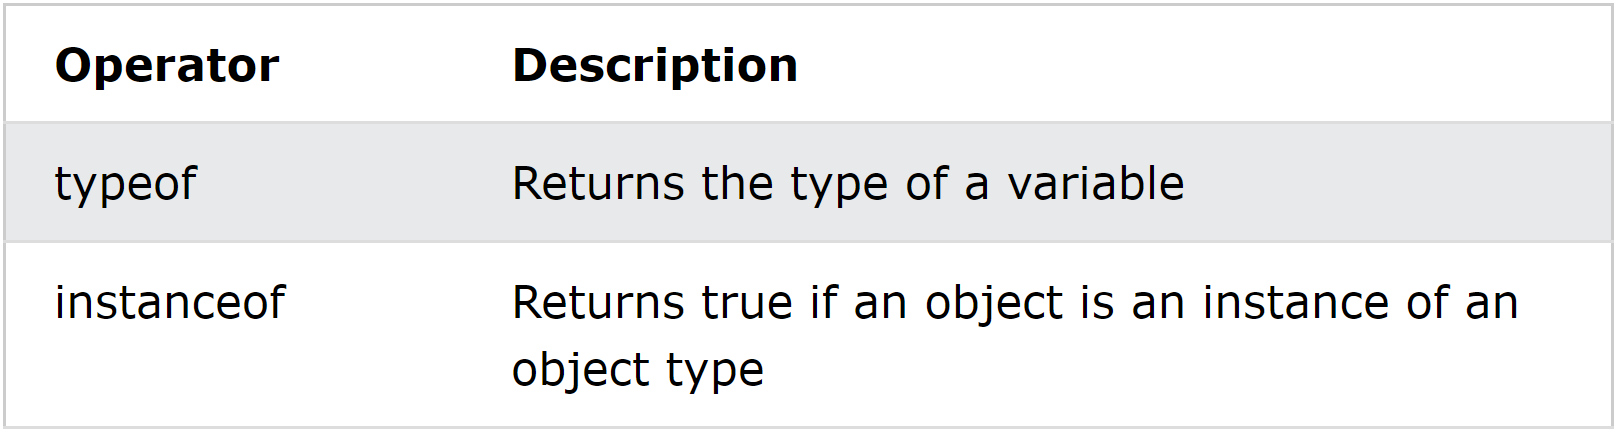 Operator Description
typeof Returns the type of a variable
instanceof Returns true if an object is an instance of an
object type